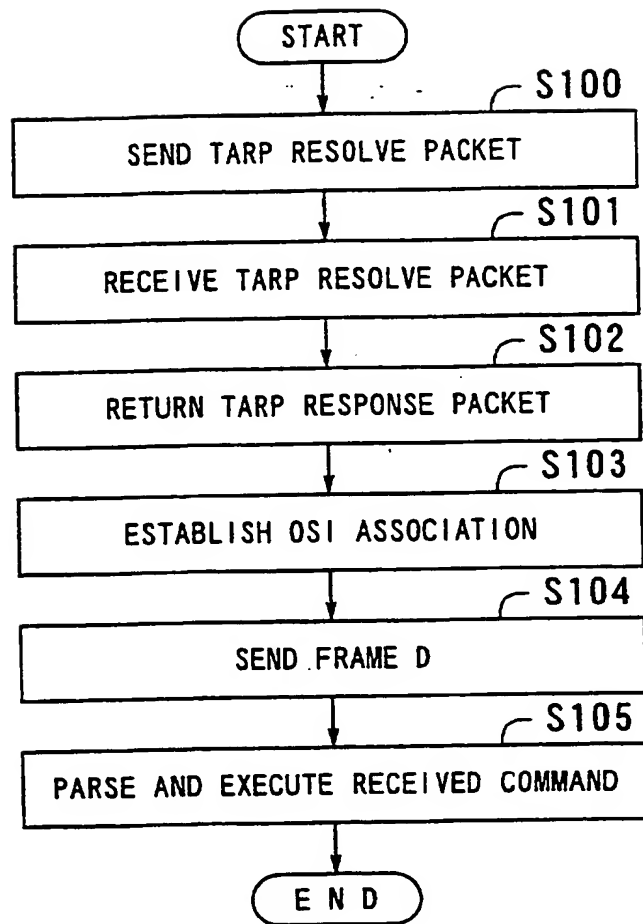 START
S100
SEND TARP RESOLVE PACKET
S101
RECEIVE TARP RESOLVE PACKET
S102
RETURN TARP RESPONSE PACKET
S103
ESTABLISH OSI ASSOCIATION
S104
SEND FRAME D
S105
PARSE AND EXECUTE RECEIVED COMMAND
END